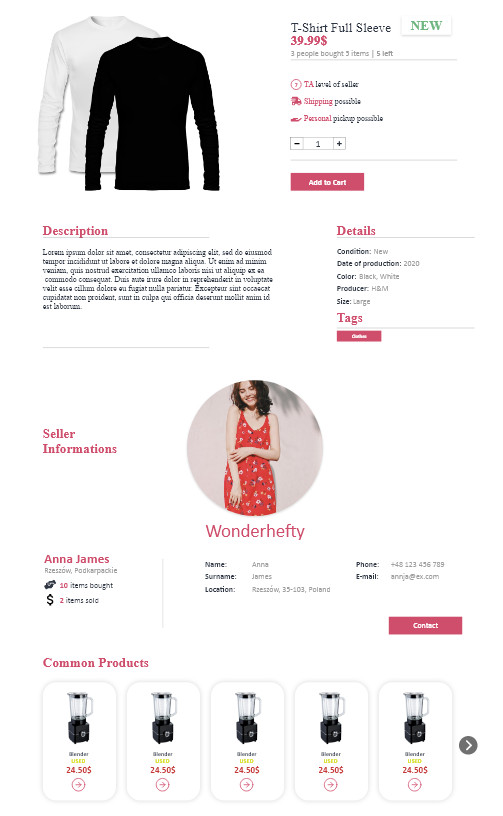 T-Shirt Full Sleeve
NEW
39.99$
3 people bought 5 items | 5 left
TA level of seller
Shipping possible
Personal pickup possible
− 1 +
Add to Cart
Description
Lorem ipsum dolor sit amet, consectetur adipiscing elit, sed do eiusmod
tempor incididunt ut labore et dolore magna aliqua. Ut enim ad minim
veniam, quis nostrud exercitation ullamco laboris nisi ut aliquip ex ea
commodo consequat. Duis aute irure dolor in reprehenderit in voluptate
velit esse cillum dolore eu fugiat nulla pariatur. Excepteur sint occaecat
cupidatat non proident, sunt in culpa qui officia deserunt mollit anim id
est laborum.
Details
Condition: New
Date of production: 2020
Color: Black, White
Producer: H&M
Size: Large
Tags
Seller
Informations
Wonderhefty
Anna James
Rzeszów, Podkarpackie
10 items bought
2 items sold
Name: Anna
Surname: James
Location: Rzeszów, 35-103, Poland
Phone: +48 123 456 789
E-mail: annja@ex.com
Contact
Common Products
Blender Blender Blender Blender Blender
USED USED USED USED USED
24.50$ 24.50$ 24.50$ 24.50$ 24.50$